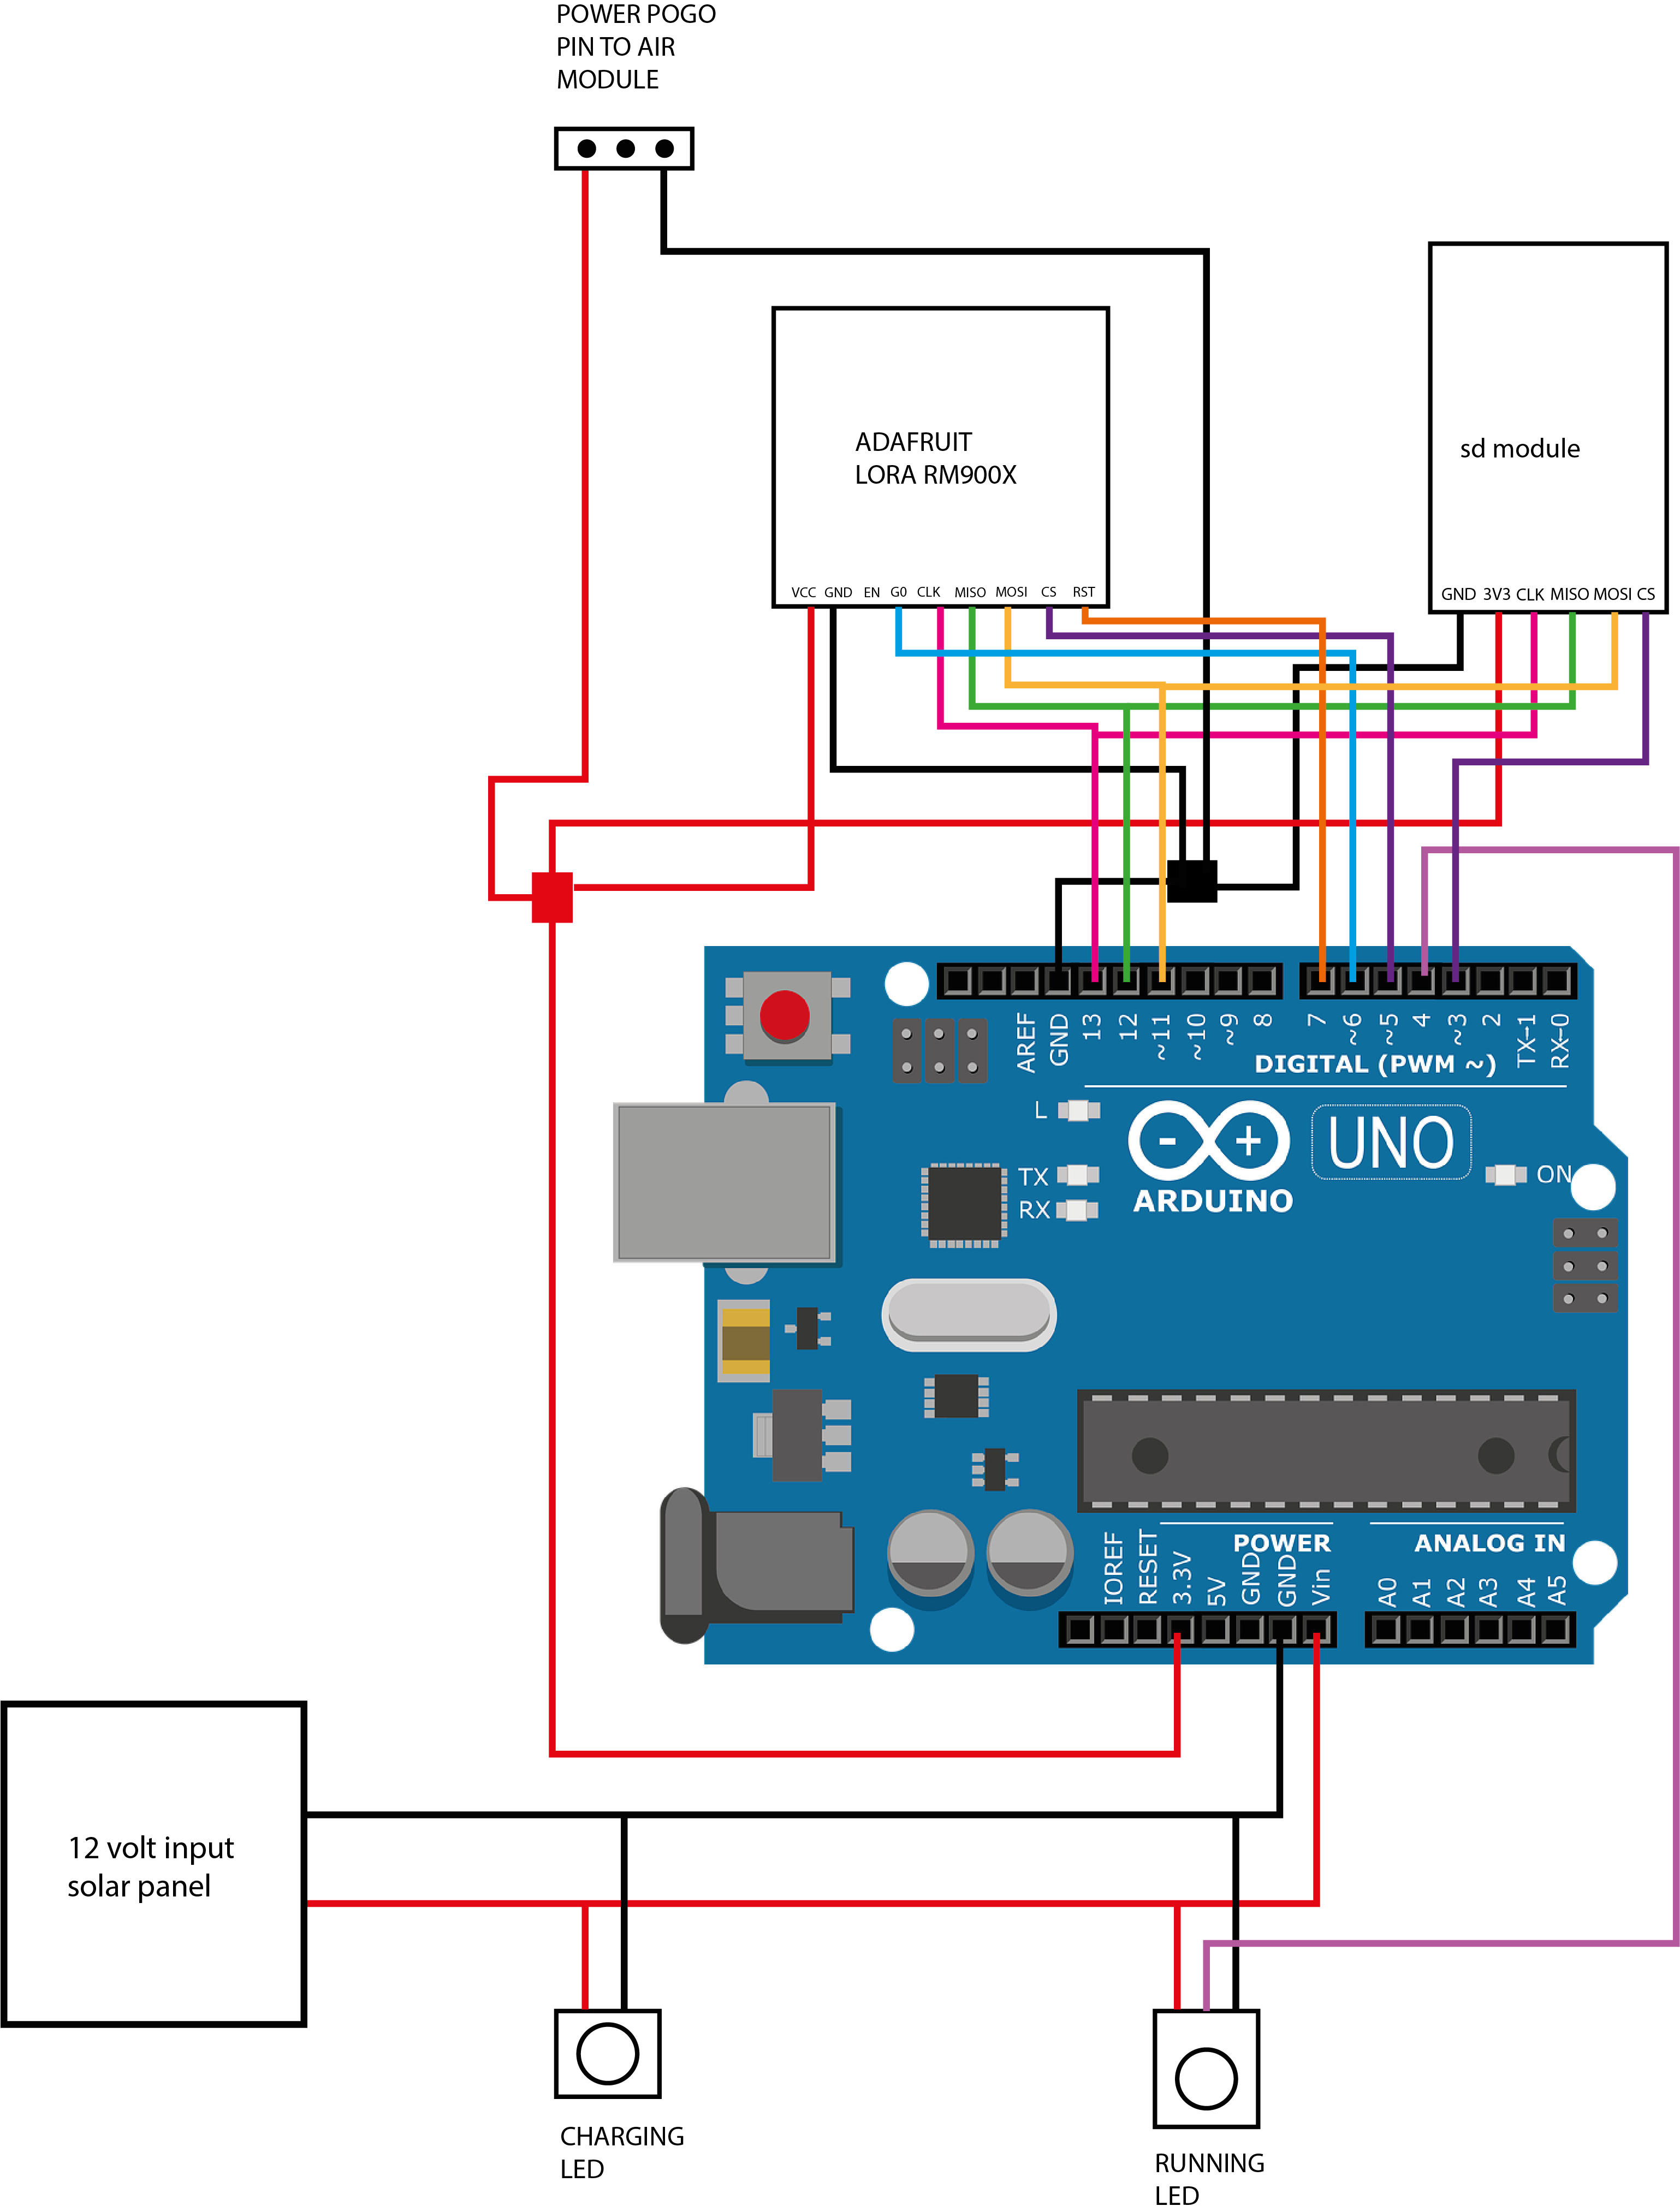 POWER POGO
PIN TO AIR
MODULE
ADAFRUIT
LORA RM900X
VCC GND EN G0 CLK MISO MOSI CS RST
sd module
GND 3V3 CLK MISO MOSI CS
AREF GND 13 12 ~11 ~10 ~9 8 7 ~6 ~5 4 ~3 2 TX→1 RX←0
DIGITAL (PWM ~)
L
TX
RX
- +
ARDUINO
UNO
ON
POWER
ANALOG IN
IOREF RESET 3.3V 5V GND GND Vin A0 A1 A2 A3 A4 A5
12 volt input
solar panel
CHARGING
LED
RUNNING
LED